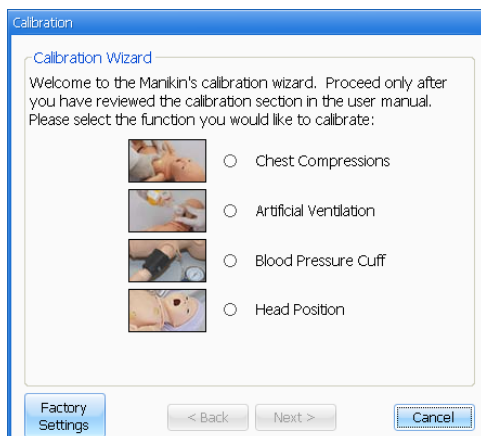 Calibration
Calibration Wizard
Welcome to the Manikin's calibration wizard. Proceed only after
you have reviewed the calibration section in the user manual.
Please select the function you would like to calibrate:
Chest Compressions
Artificial Ventilation
Blood Pressure Cuff
Head Position
Factory
Settings
< Back
Next >
Cancel